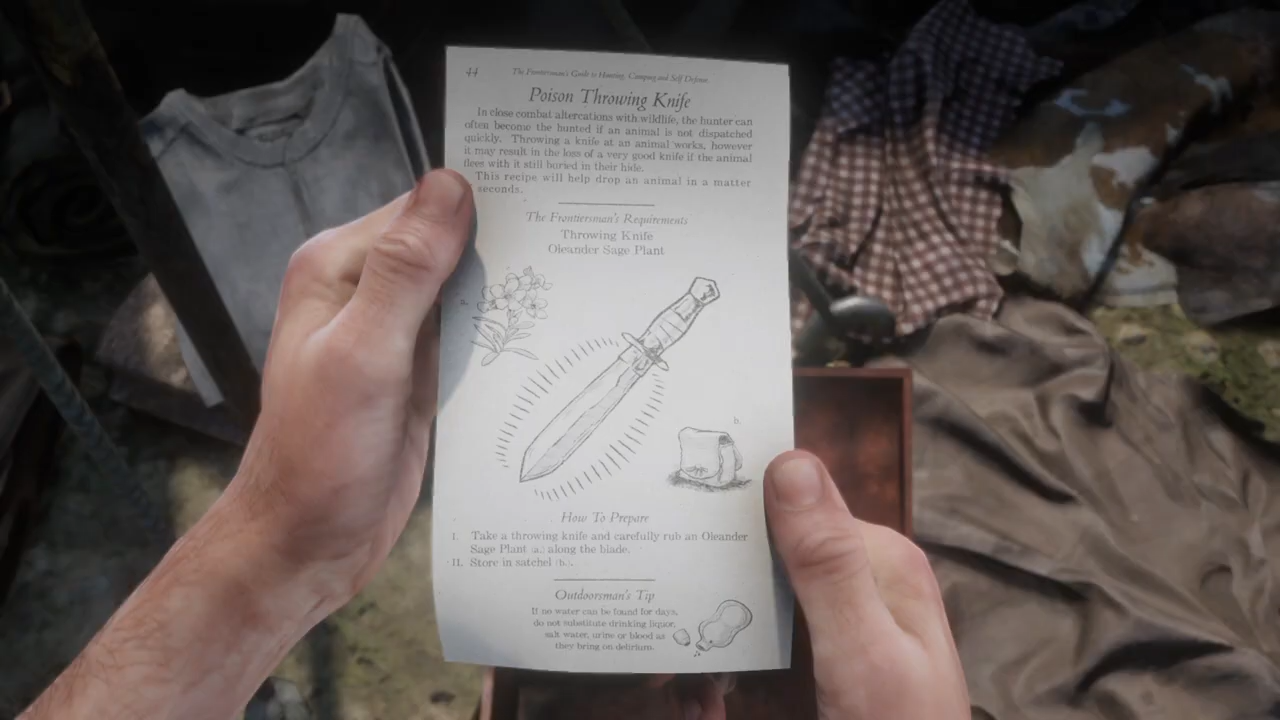 44
The Frontiersman's Guide to Hunting, Camping and Self Defense
Poison Throwing Knife
In close combat altercations with wildlife, the hunter can
often become the hunted if an animal is not dispatched
quickly. Throwing a knife at an animal works, however
it may result in the loss of a very good knife if the animal
flees with it still buried in their hide.
This recipe will help drop an animal in a matter
seconds.
The Frontiersman's Requirements
Throwing Knife
Oleander Sage Plant
a.
b.
How To Prepare
I. Take a throwing knife and carefully rub an Oleander
Sage Plant (a.) along the blade.
II. Store in satchel (b.).
Outdoorsman's Tip
If no water can be found for days,
do not substitute drinking liquor,
salt water, urine or blood as
they bring on delirium.